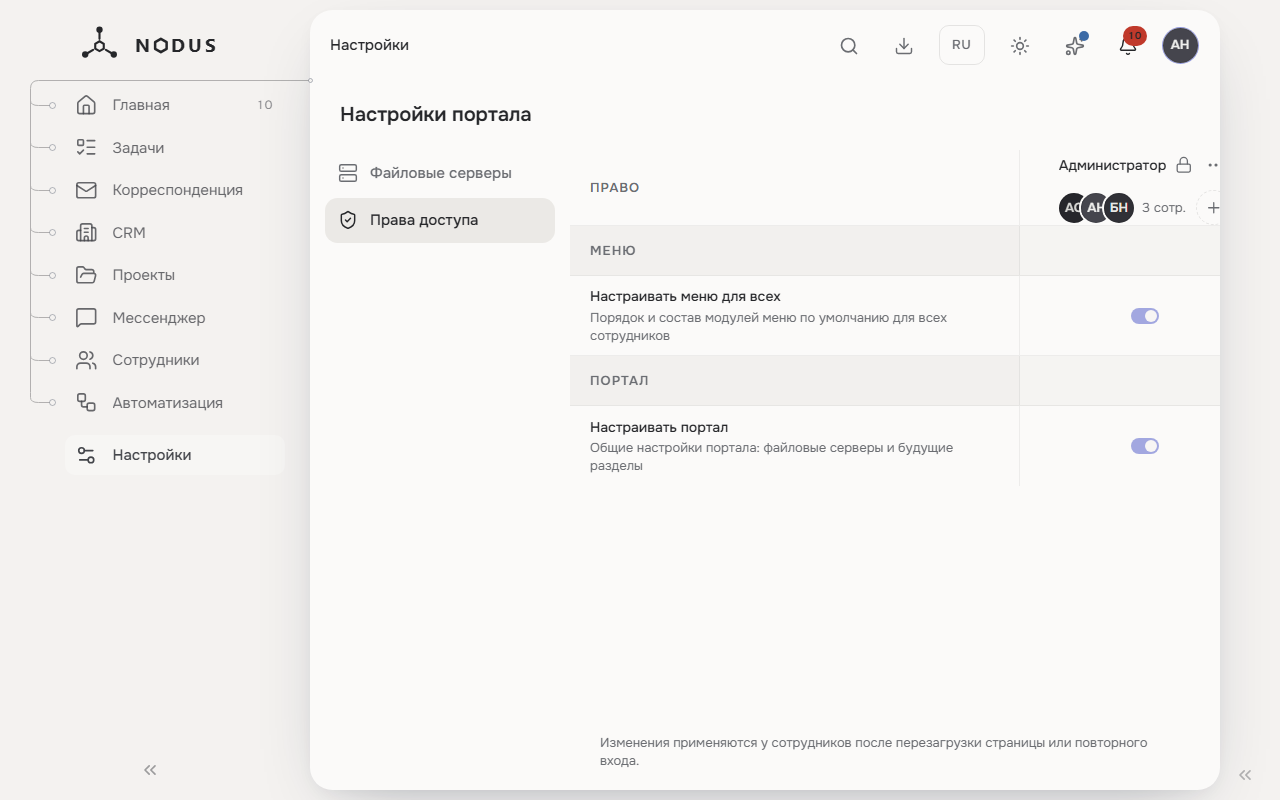 NODUS
Настройки
RU
10
АН
Главная
10
Задачи
Корреспонденция
CRM
Проекты
Мессенджер
Сотрудники
Автоматизация
Настройки
Настройки портала
Файловые серверы
Права доступа
ПРАВО
Администратор
АН
БН
3 сотр.
МЕНЮ
Настраивать меню для всех
Порядок и состав модулей меню по умолчанию для всех
сотрудников
ПОРТАЛ
Настраивать портал
Общие настройки портала: файловые серверы и будущие
разделы
Изменения применяются у сотрудников после перезагрузки страницы или повторного
входа.